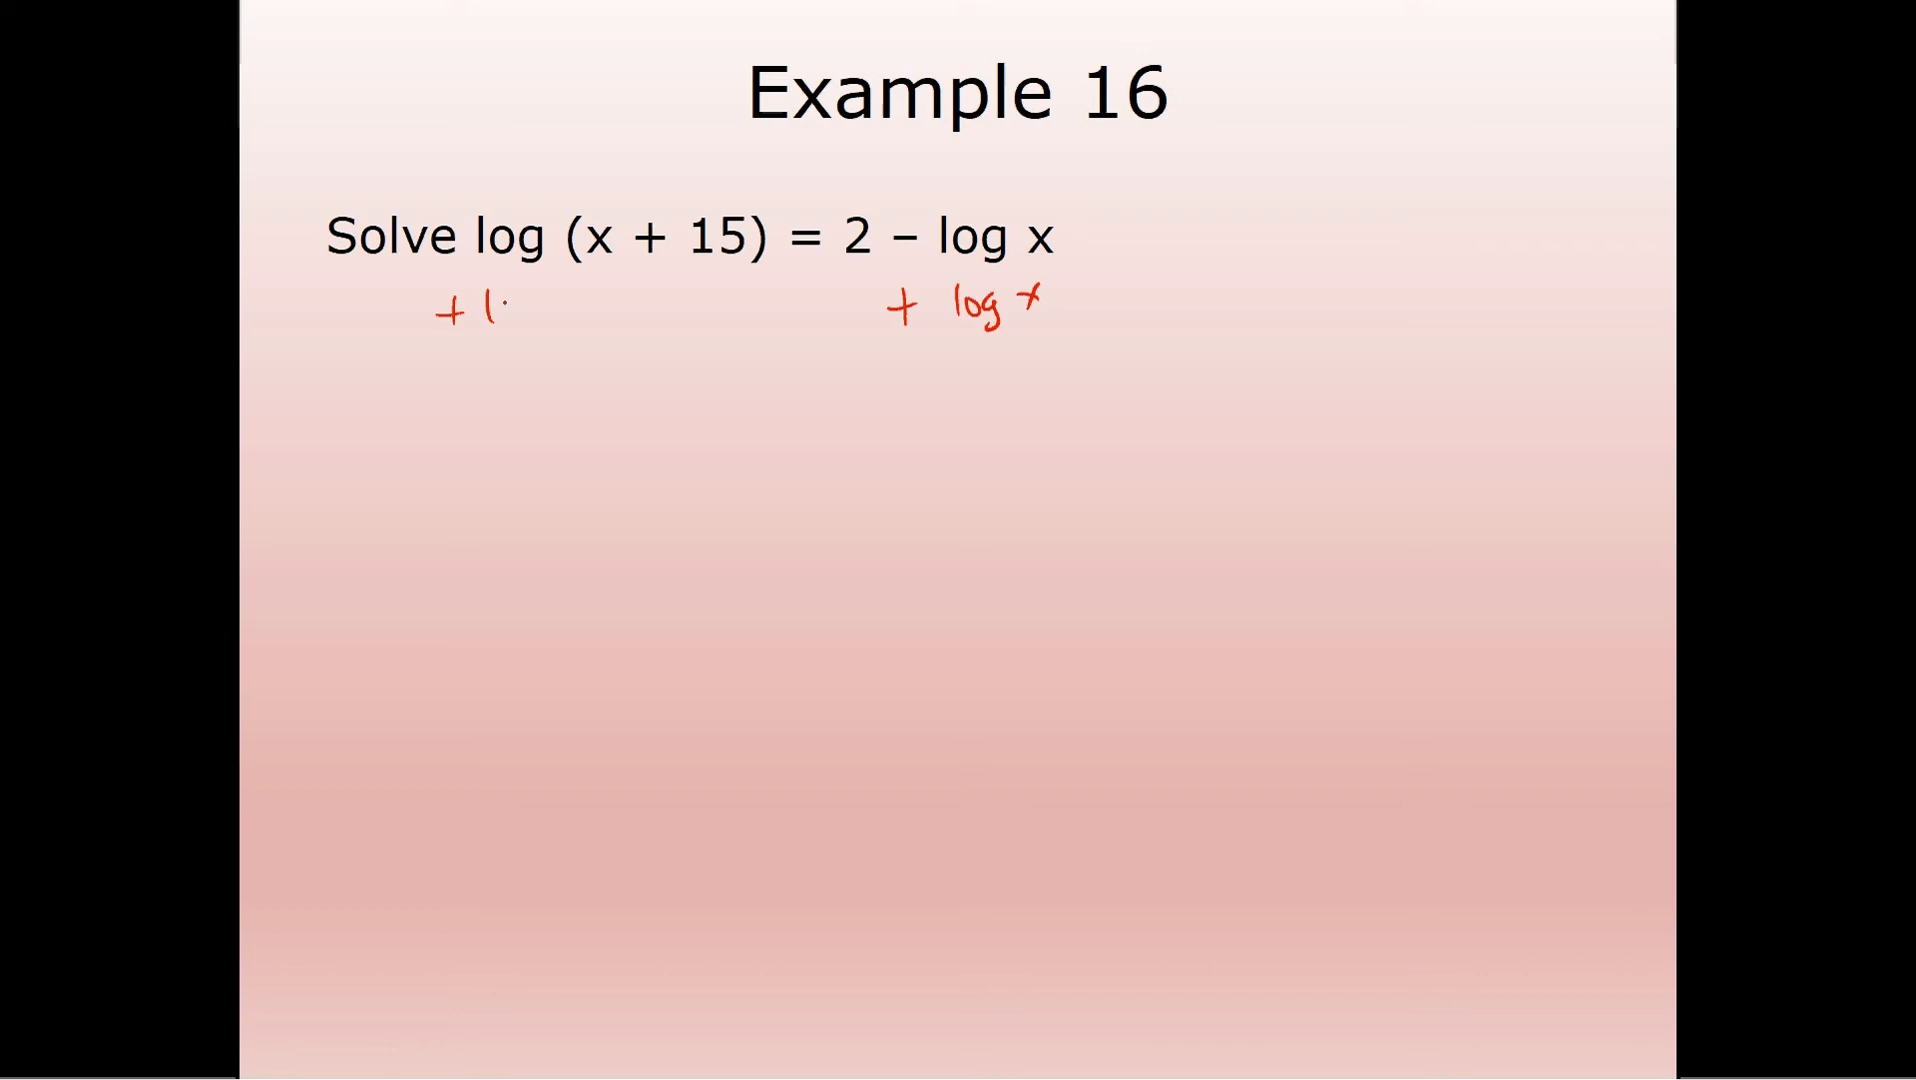 Example 16
Solve log (x + 15) = 2 – log x
+ l + log x